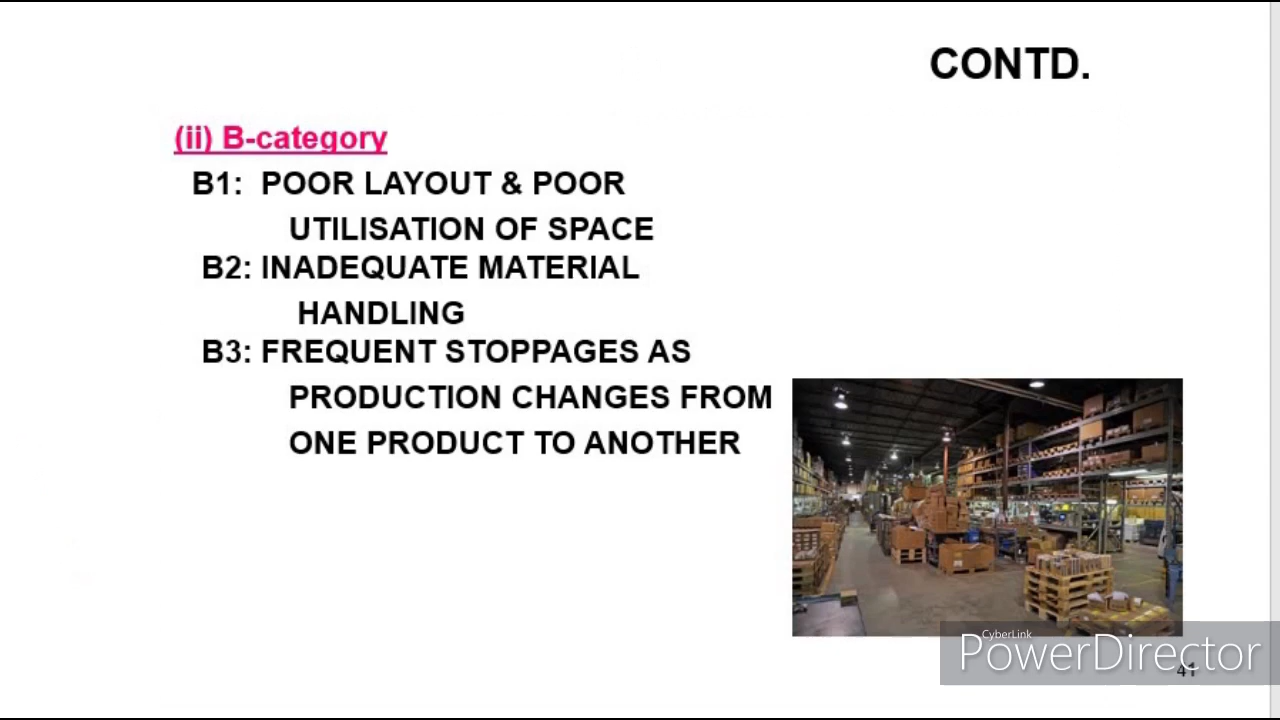 CONTD.
(ii) B-category
B1: POOR LAYOUT & POOR
UTILISATION OF SPACE
B2: INADEQUATE MATERIAL
HANDLING
B3: FREQUENT STOPPAGES AS
PRODUCTION CHANGES FROM
ONE PRODUCT TO ANOTHER
CyberLink
PowerDirector
41